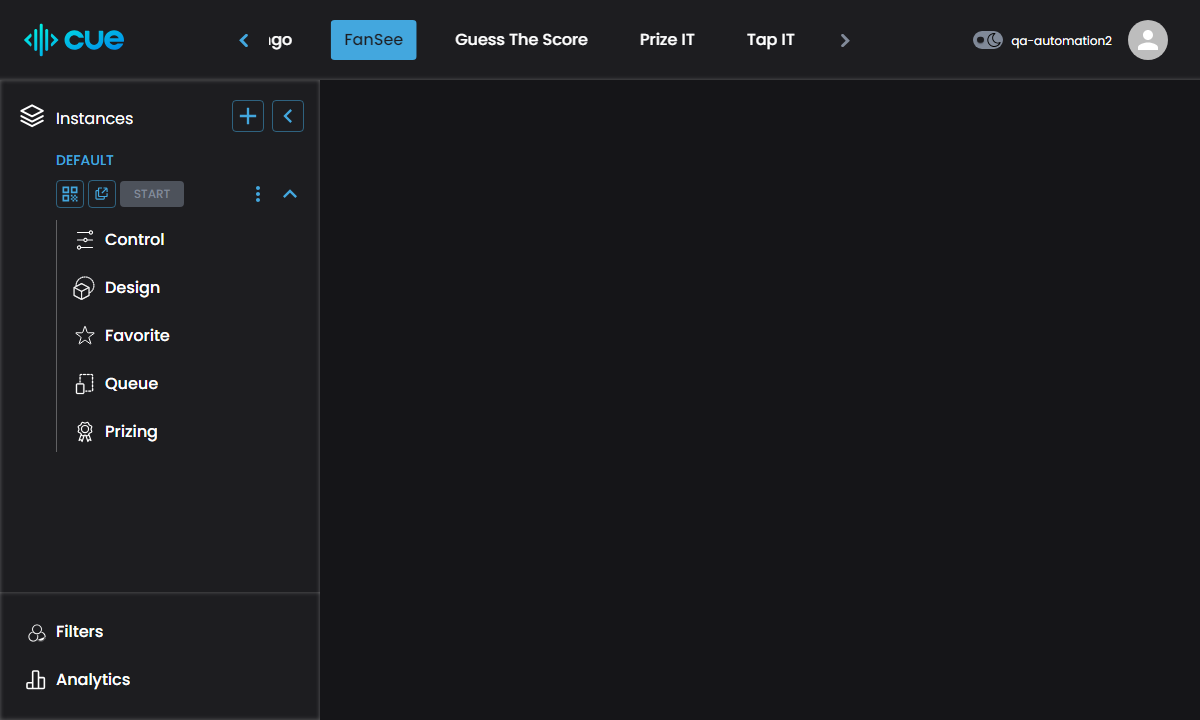 cue
FanSee
Guess The Score
Prize IT
Tap IT
qa-automation2
Instances
DEFAULT
START
Control
Design
Favorite
Queue
Prizing
Filters
Analytics